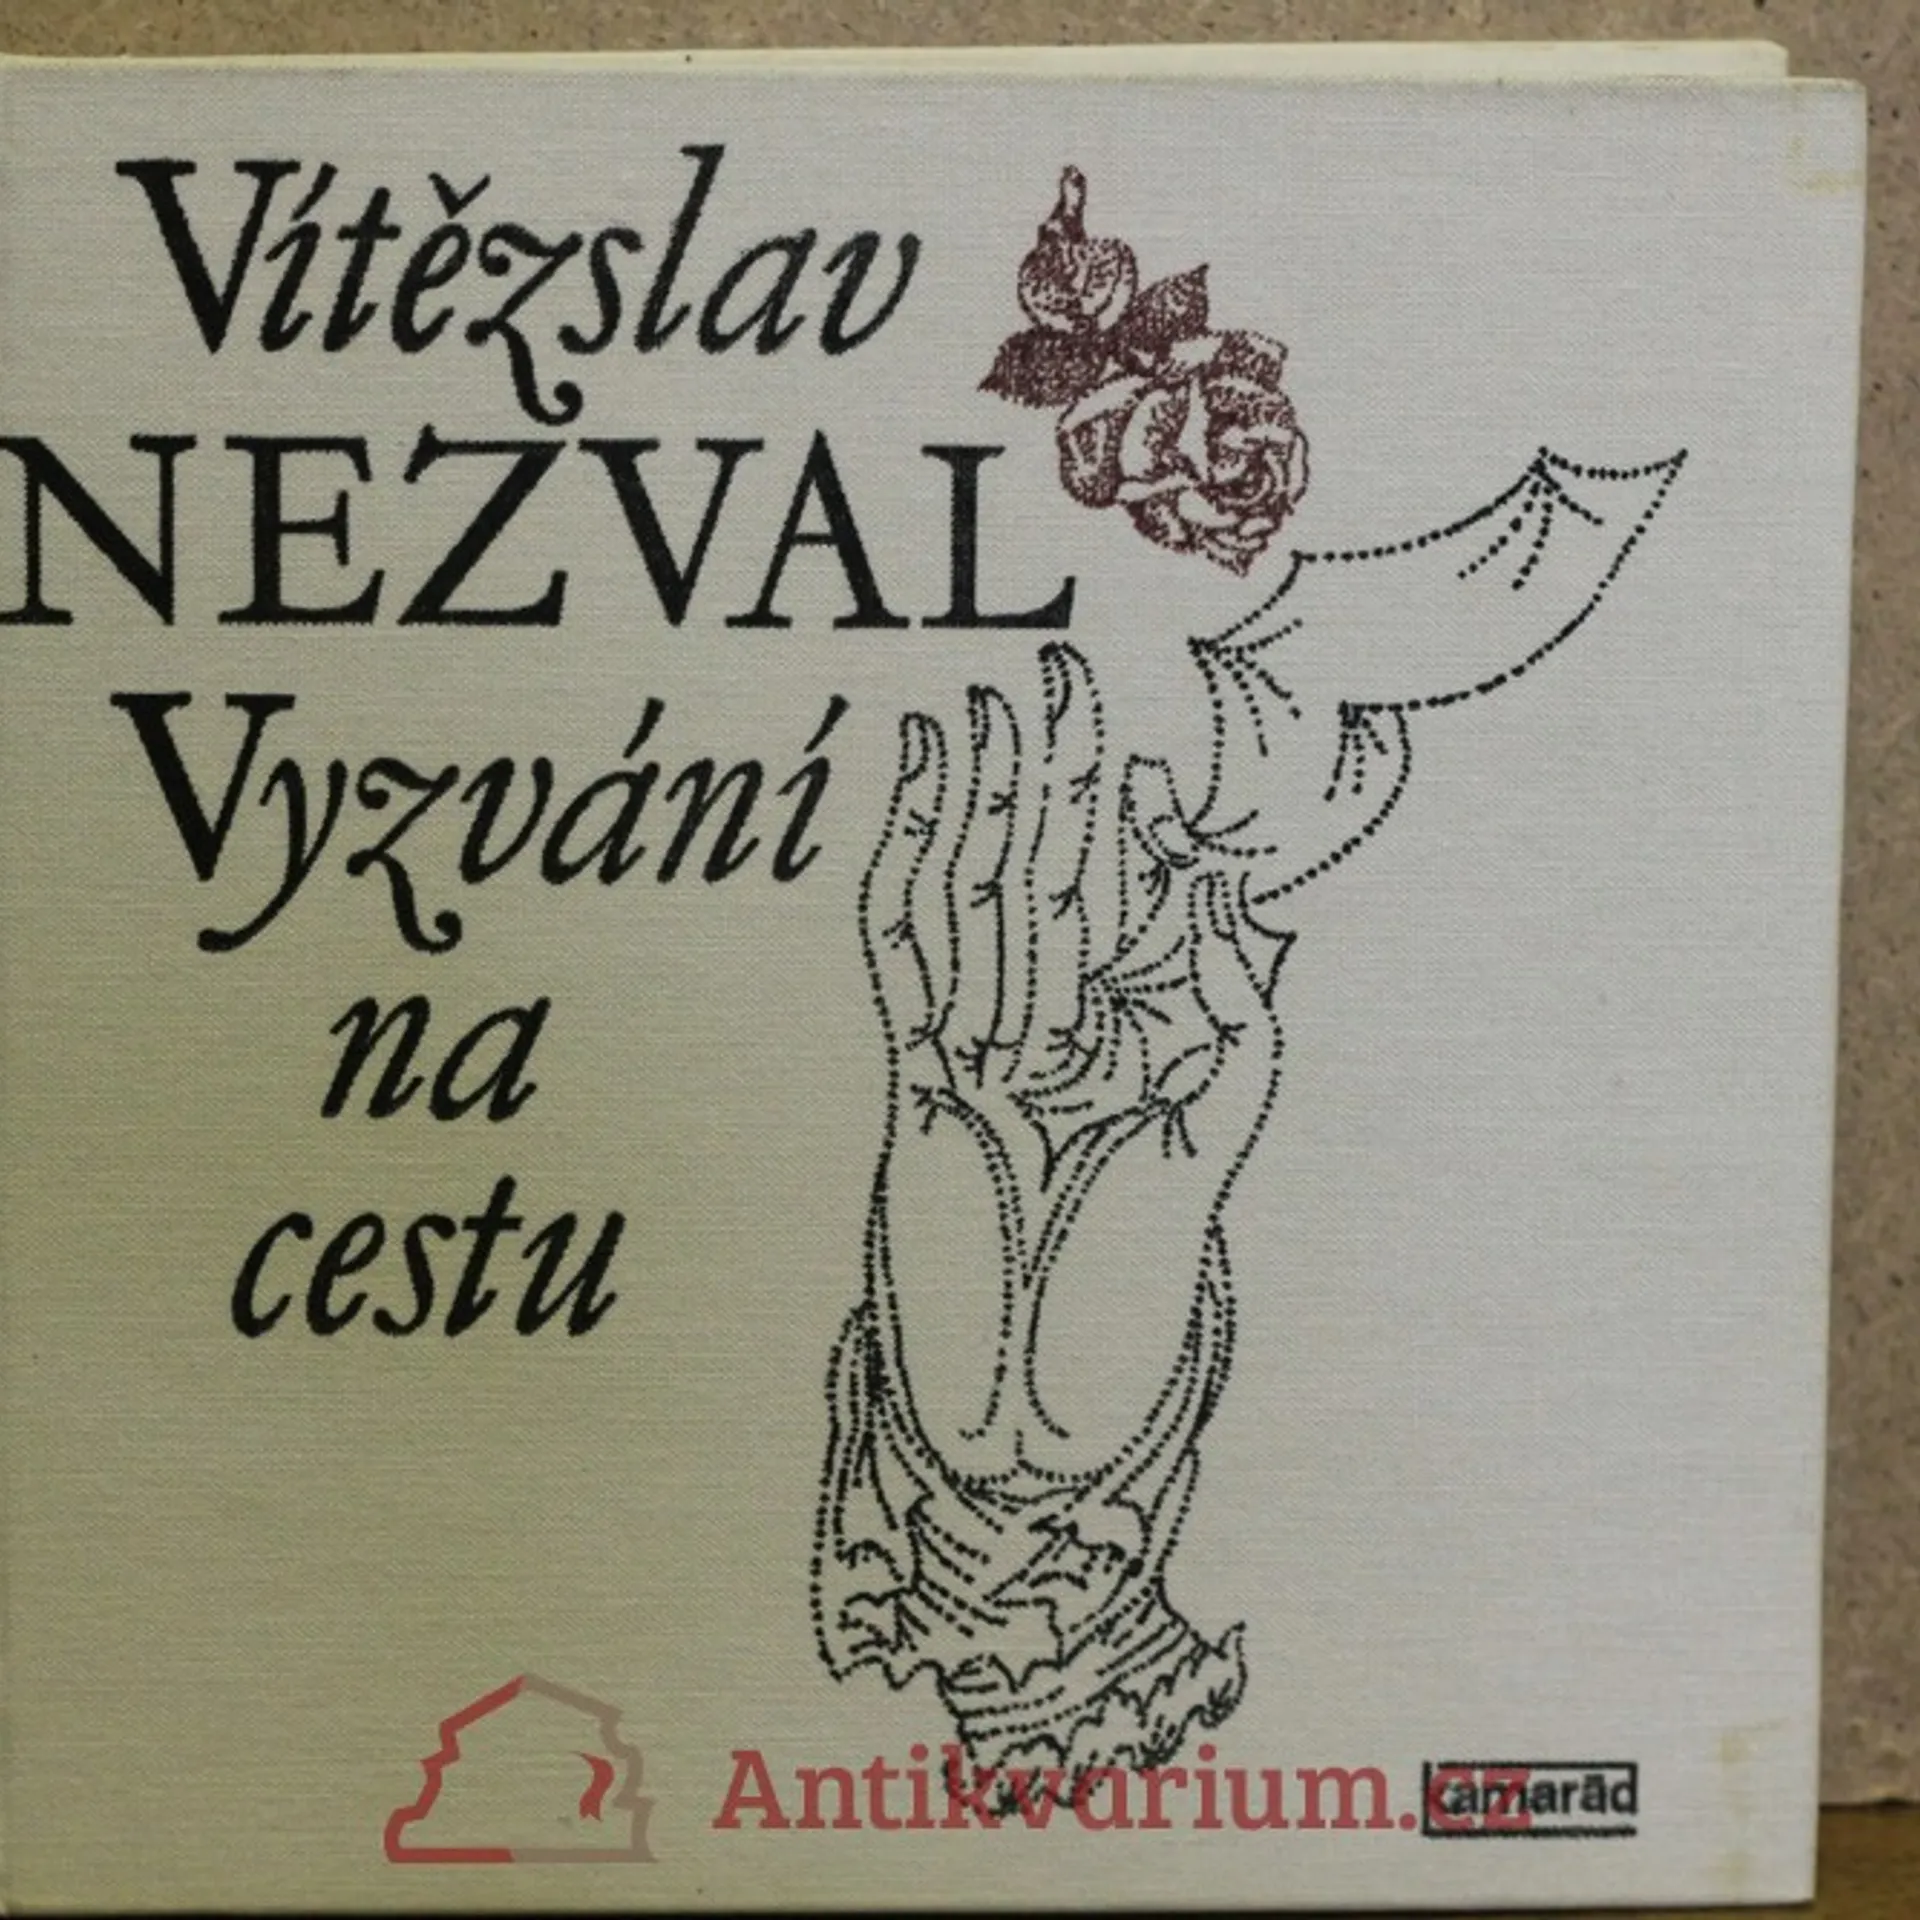 Vítězslav
NEZVAL
Vyzvání
na
cestu
Antikvarium.cz
kamarád